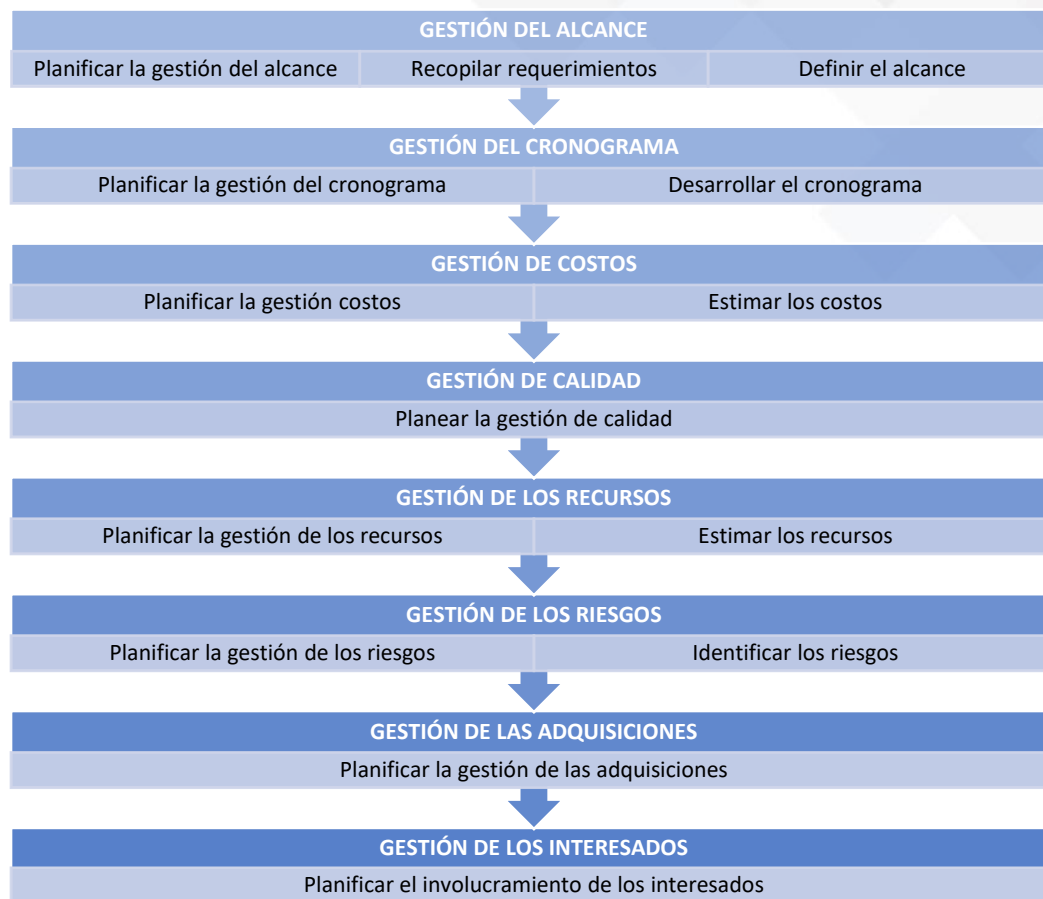 GESTIÓN DEL ALCANCE
Planificar la gestión del alcance Recopilar requerimientos Definir el alcance
GESTIÓN DEL CRONOGRAMA
Planificar la gestión del cronograma Desarrollar el cronograma
GESTIÓN DE COSTOS
Planificar la gestión costos Estimar los costos
GESTIÓN DE CALIDAD
Planear la gestión de calidad
GESTIÓN DE LOS RECURSOS
Planificar la gestión de los recursos Estimar los recursos
GESTIÓN DE LOS RIESGOS
Planificar la gestión de los riesgos Identificar los riesgos
GESTIÓN DE LAS ADQUISICIONES
Planificar la gestión de las adquisiciones
GESTIÓN DE LOS INTERESADOS
Planificar el involucramiento de los interesados